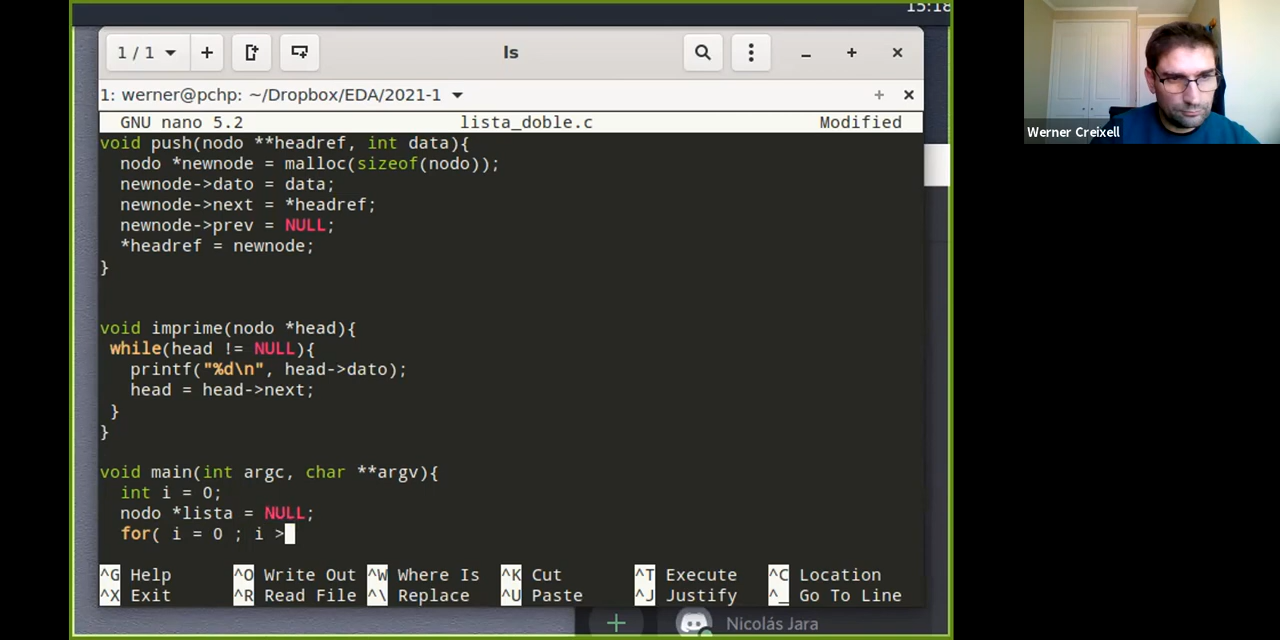 15:18
1 / 1
ls
1: werner@pchp: ~/Dropbox/EDA/2021-1
GNU nano 5.2 lista_doble.c Modified
void push(nodo **headref, int data){
nodo *newnode = malloc(sizeof(nodo));
newnode->dato = data;
newnode->next = *headref;
newnode->prev = NULL;
*headref = newnode;
}
void imprime(nodo *head){
while(head != NULL){
printf("%d\n", head->dato);
head = head->next;
}
}
void main(int argc, char **argv){
int i = 0;
nodo *lista = NULL;
for( i = 0 ; i >
^G Help ^O Write Out ^W Where Is ^K Cut ^T Execute ^C Location
^X Exit ^R Read File ^\ Replace ^U Paste ^J Justify ^_ Go To Line
Nicolás Jara
Werner Creixell